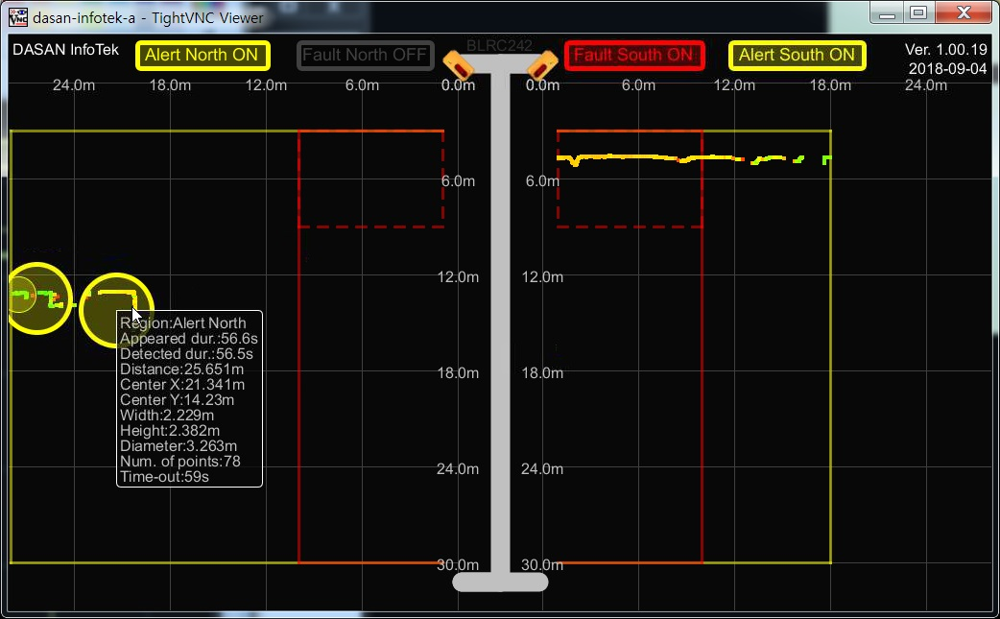 dasan-infotek-a - TightVNC Viewer
DASAN InfoTek
Alert North ON
Fault North OFF
BLRC242
Fault South ON
Alert South ON
Ver. 1.00.19
2018-09-04
24.0m 18.0m 12.0m 6.0m 0.0m 0.0m 6.0m 12.0m 18.0m 24.0m
6.0m 6.0m
12.0m 12.0m
Region:Alert North
Appeared dur.:56.6s
Detected dur.:56.5s
Distance:25.651m
18.0m 18.0m
Center X:21.341m
Center Y:14.23m
Width:2.229m
Height:2.382m
Diameter:3.263m
Num. of points:78
24.0m 24.0m
Time-out:59s
30.0m 30.0m